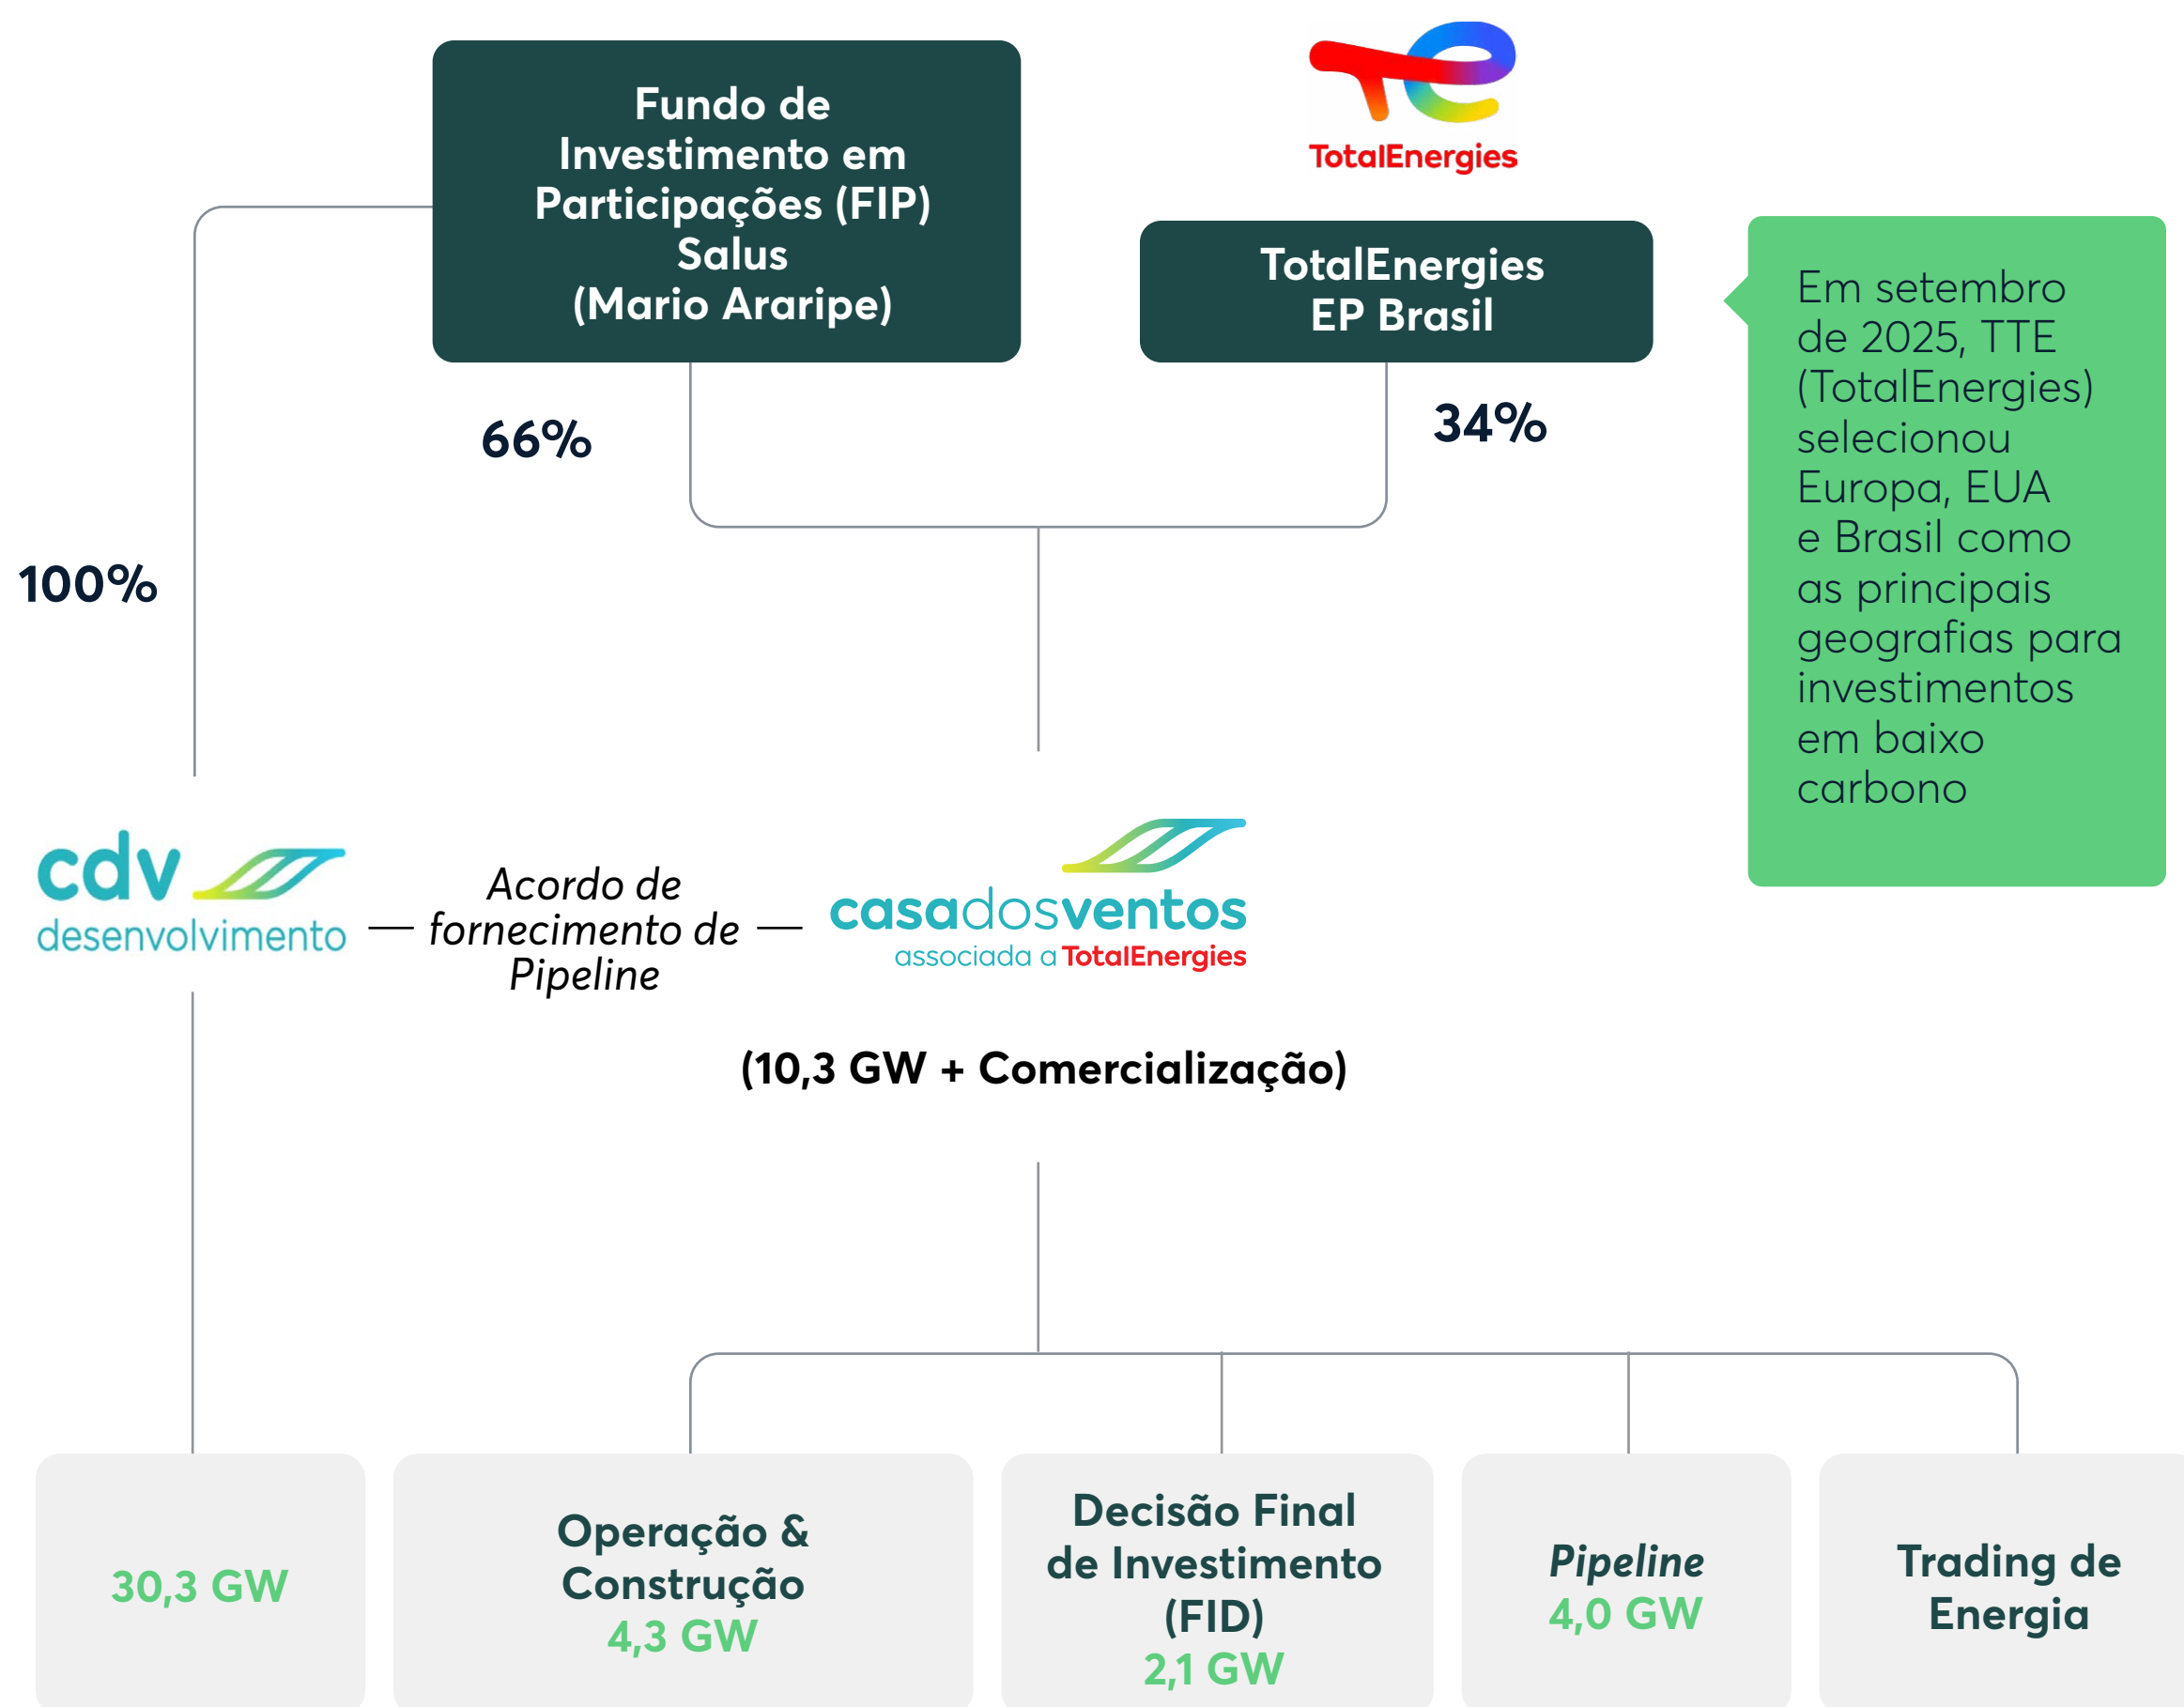 Fundo de
Investimento em
Participações (FIP)
Salus
(Mario Araripe)
TotalEnergies
TotalEnergies
EP Brasil
Em setembro
de 2025, TTE
(TotalEnergies)
selecionou
Europa, EUA
e Brasil como
as principais
geografias para
investimentos
em baixo
carbono
66%
34%
100%
cdv
desenvolvimento
Acordo de
fornecimento de
Pipeline
casadosventos
associada a TotalEnergies
(10,3 GW + Comercialização)
30,3 GW
Operação &
Construção
4,3 GW
Decisão Final
de Investimento
(FID)
2,1 GW
Pipeline
4,0 GW
Trading de
Energia